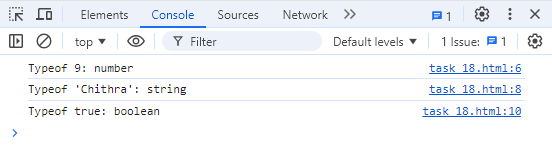 Elements Console Sources Network >> 1
top Filter Default levels 1 Issue: 1
Typeof 9: number task 18.html:6
Typeof 'Chithra': string task 18.html:8
Typeof true: boolean task 18.html:10
>